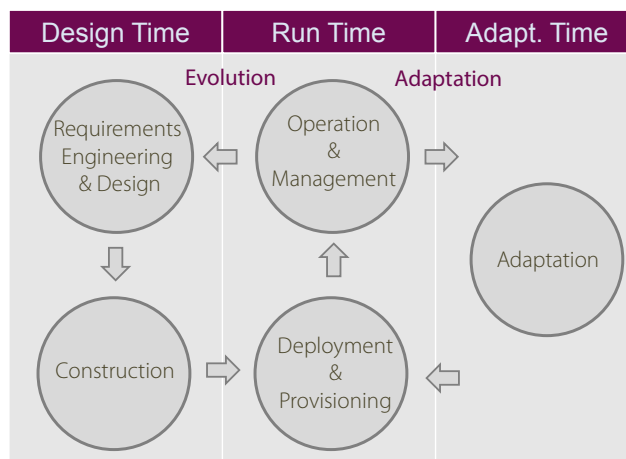 Design Time
Run Time
Adapt. Time
Evolution
Adaptation
Requirements
Engineering
& Design
Operation
&
Management
Adaptation
Construction
Deployment
&
Provisioning